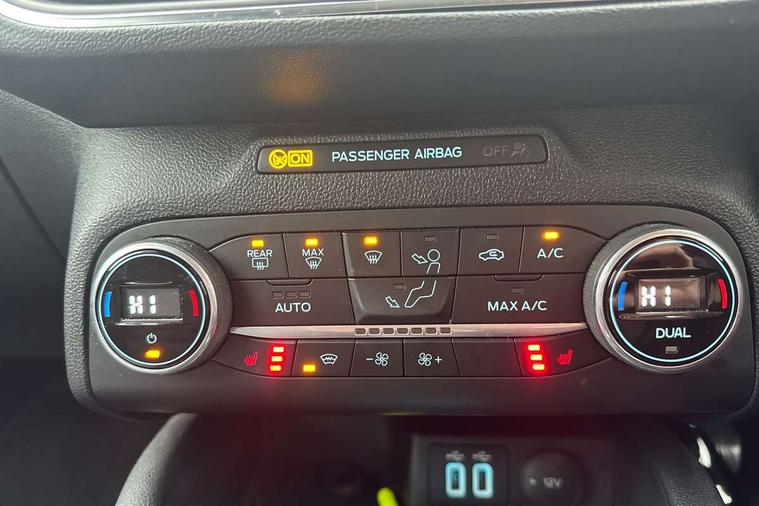 ON PASSENGER AIRBAG OFF
REAR MAX A/C
HI HI
AUTO MAX A/C
DUAL
- +
12V